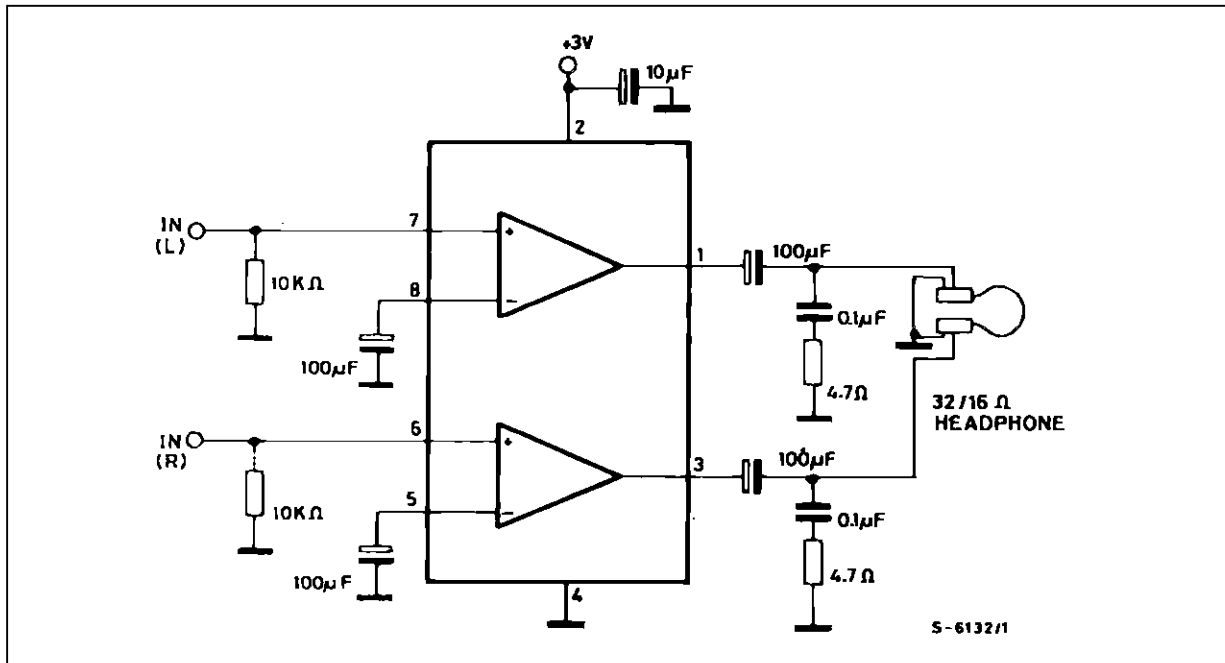 +3V
10µF
2
IN
(L)
7
1
100µF
10KΩ
8
0.1µF
100µF
4.7Ω
32/16 Ω
HEADPHONE
IN
(R)
6
3
100µF
10KΩ
5
0.1µF
100µF
4.7Ω
4
S-6132/1